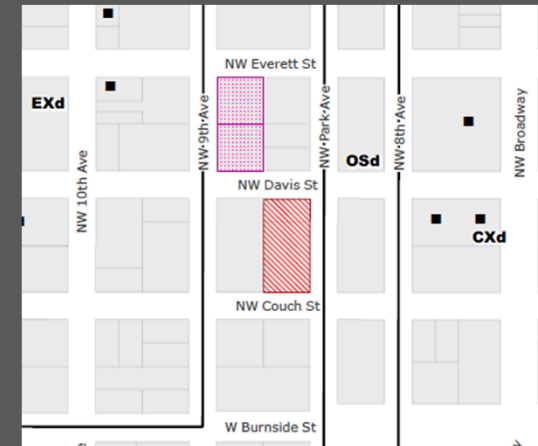 NW Everett St
EXd
NW 9th Ave
NW Park Ave
NW 8th Ave
NW Broadway
OSd
NW 10th Ave
NW Davis St
CXd
NW Couch St
W Burnside St